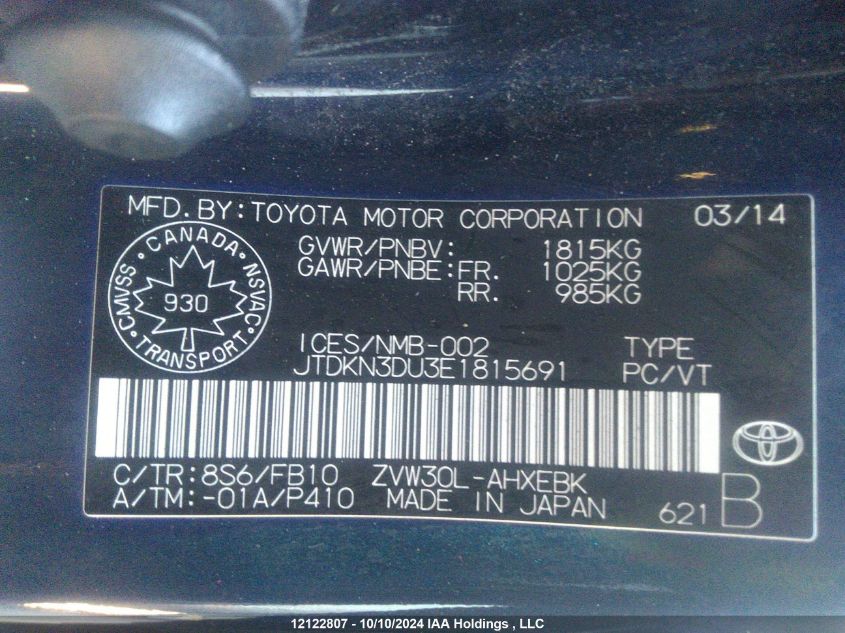 MFD.BY:TOYOTA MOTOR CORPORATION 03/14
CMVSS CANADA NSVAC TRANSPORT
930
GVWR/PNBV: 1815KG
GAWR/PNBE:FR. 1025KG
RR. 985KG
ICES/NMB-002 TYPE
JTDKN3DU3E1815691 PC/VT
C/TR:8S6/FB10 ZVW30L-AHXEBK
A/TM:-01A/P410 MADE IN JAPAN 621 B
12122807 - 10/10/2024 IAA Holdings , LLC